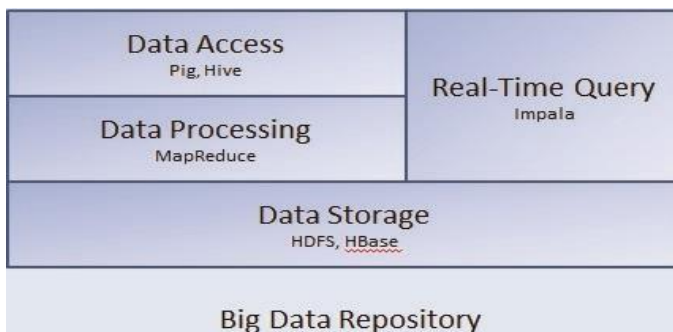 Data Access
Pig, Hive
Data Processing
MapReduce
Real-Time Query
Impala
Data Storage
HDFS, HBase
Big Data Repository